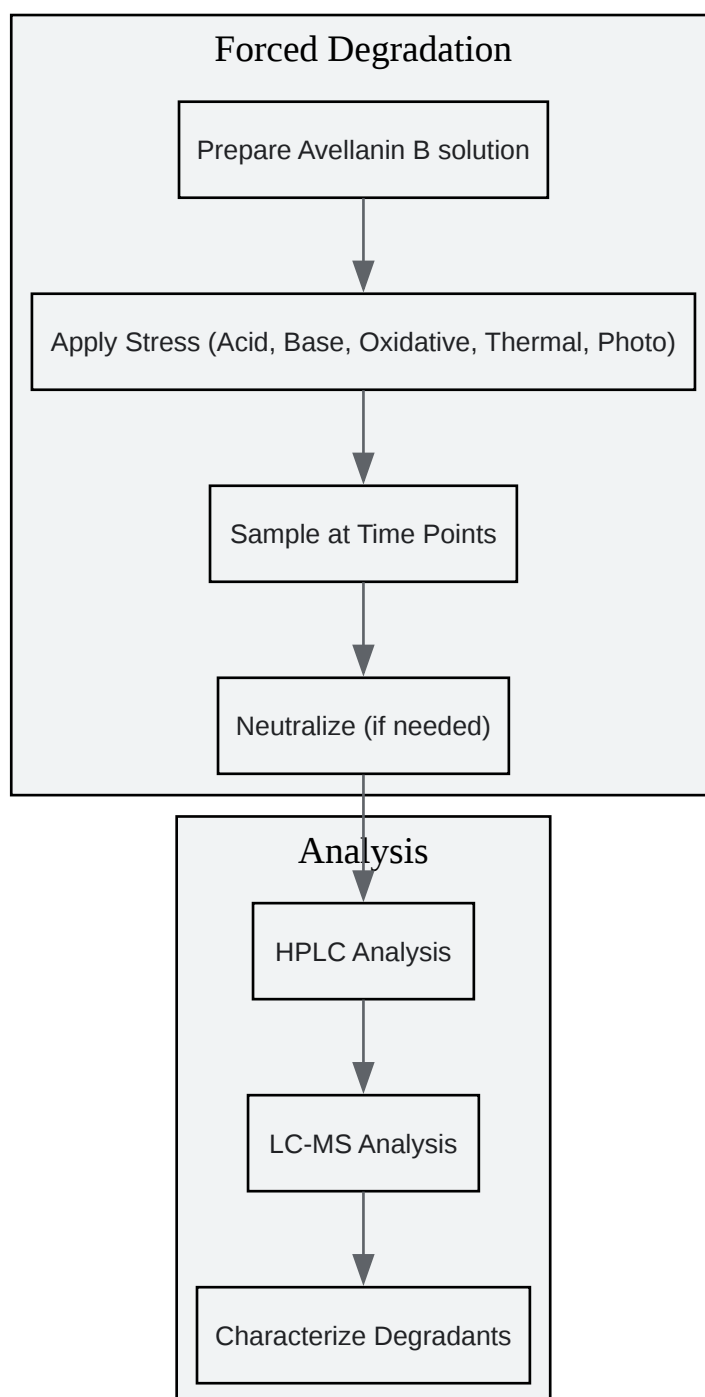 Forced Degradation
Prepare Avellanin B solution
Apply Stress (Acid, Base, Oxidative, Thermal, Photo)
Sample at Time Points
Neutralize (if needed)
Analysis
HPLC Analysis
LC-MS Analysis
Characterize Degradants